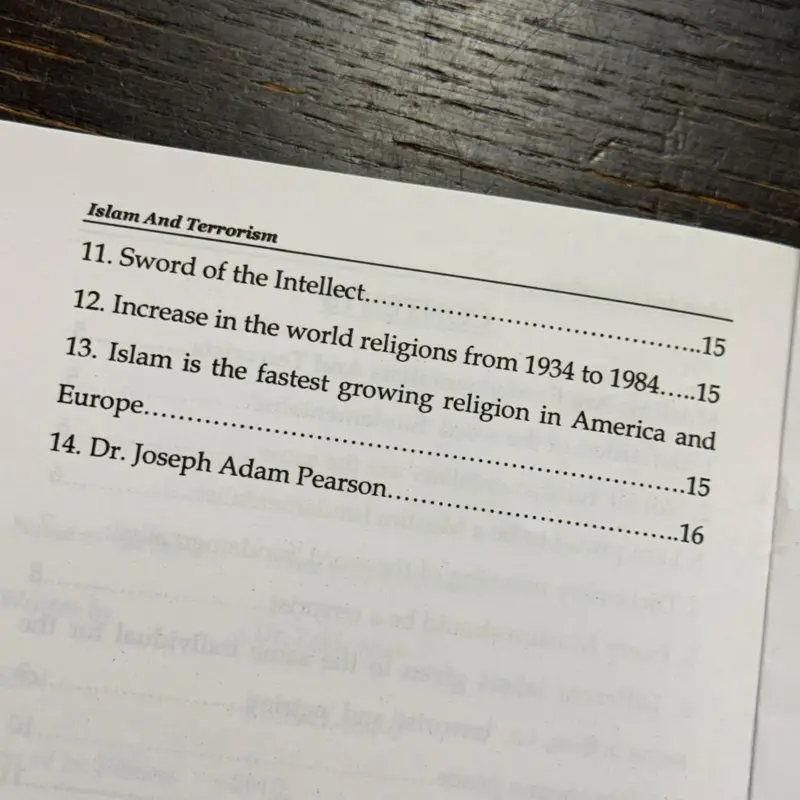 Islam And Terrorism
11. Sword of the Intellect........................................15
12. Increase in the world religions from 1934 to 1984.....15
13. Islam is the fastest growing religion in America and
Europe.................................................................15
14. Dr. Joseph Adam Pearson...................................16